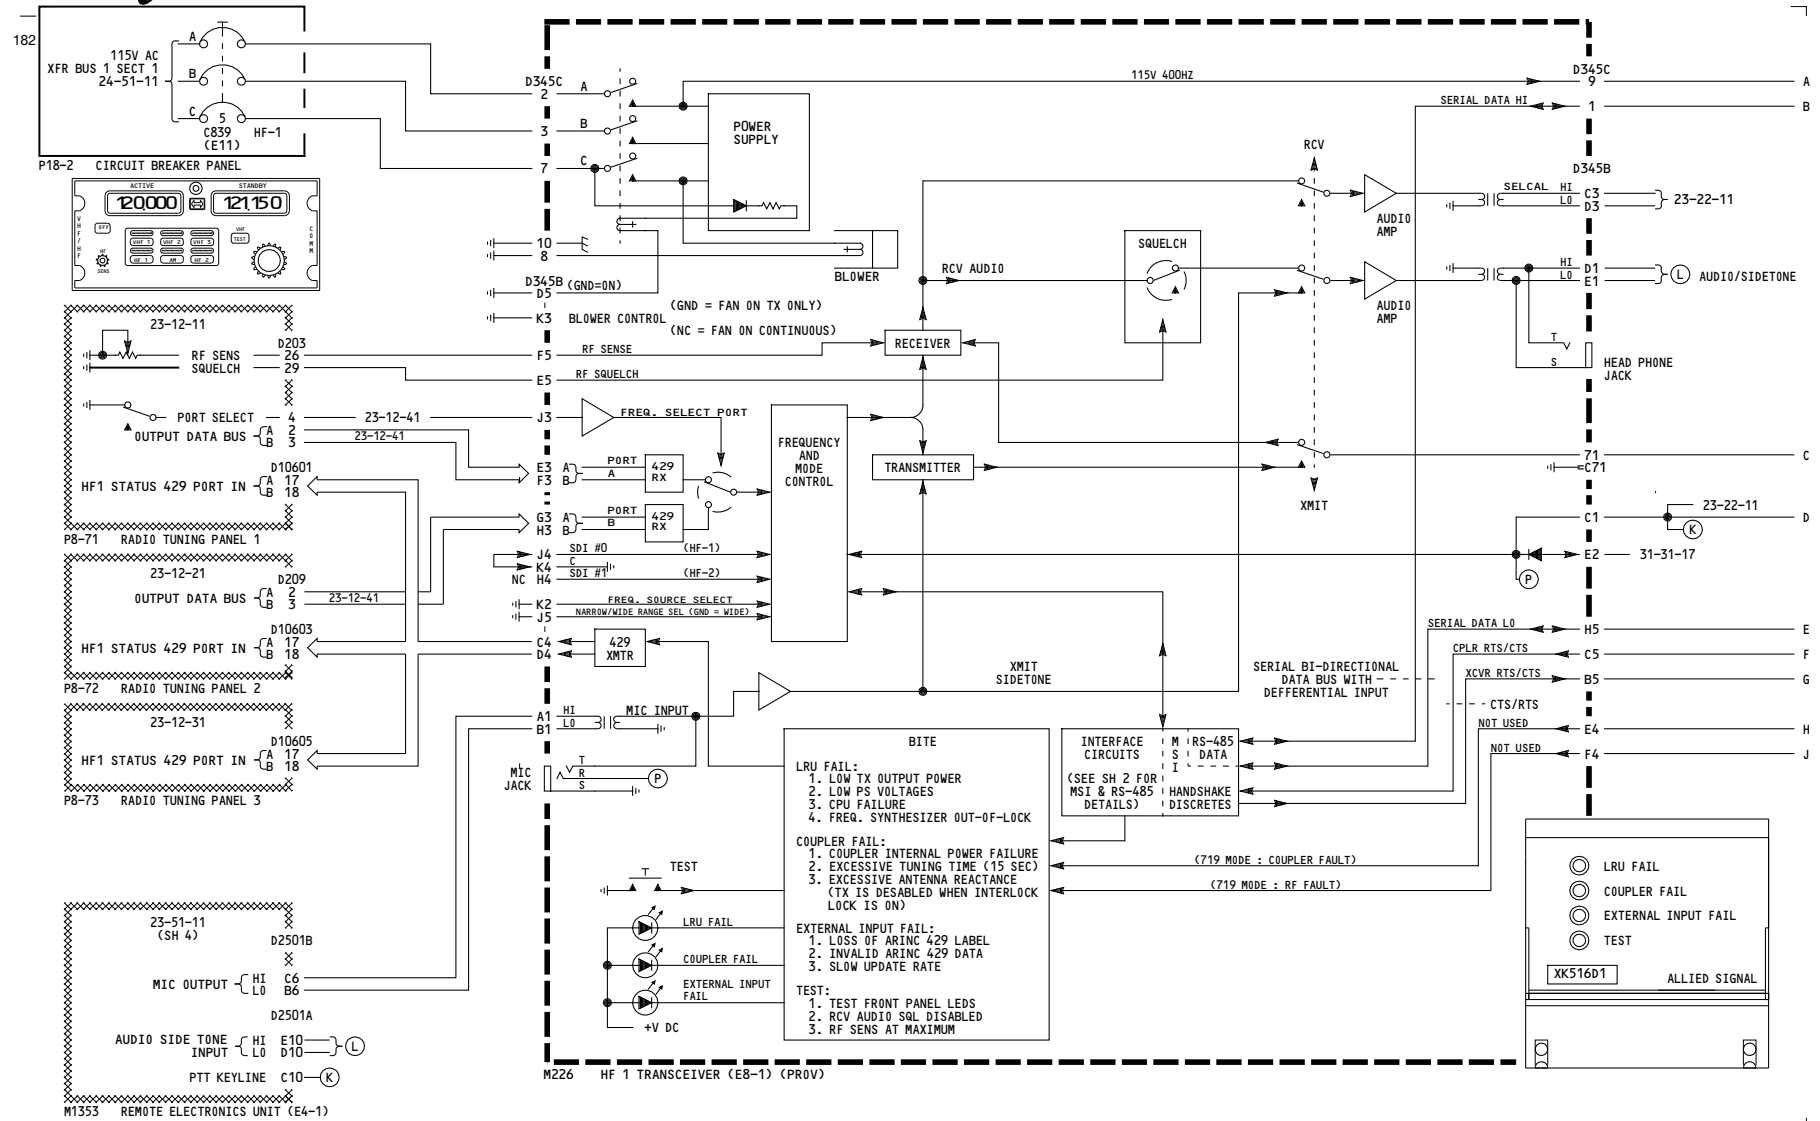 182
115V AC
XFR BUS 1 SECT 1
24-51-11
A
B
C
5
C839
(E11)
HF-1
P18-2 CIRCUIT BREAKER PANEL
ACTIVE
STANDBY
120.000
121.150
VHF/HF
OFF
VHF 1
VHF 2
VHF 3
HF 1
AM
HF 2
HF
SENS
VHF
TEST
COMM
23-12-11
D203
RF SENS 26
SQUELCH 29
PORT SELECT 4
23-12-41
OUTPUT DATA BUS A 2
B 3
23-12-41
D10601
HF1 STATUS 429 PORT IN A 17
B 18
P8-71 RADIO TUNING PANEL 1
23-12-21
D209
OUTPUT DATA BUS A 2
B 3
23-12-41
D10603
HF1 STATUS 429 PORT IN A 17
B 18
P8-72 RADIO TUNING PANEL 2
23-12-31
D10605
HF1 STATUS 429 PORT IN A 17
B 18
P8-73 RADIO TUNING PANEL 3
23-51-11
(SH 4)
D2501B
MIC OUTPUT HI C6
LO B6
D2501A
AUDIO SIDE TONE
INPUT
HI E10
LO D10
L
PTT KEYLINE C10 K
M1353 REMOTE ELECTRONICS UNIT (E4-1)
D345C
2 A
3 B
7 C
POWER
SUPPLY
10
8
BLOWER
D345B
D5 (GND=ON)
K3 BLOWER CONTROL
(GND = FAN ON TX ONLY)
(NC = FAN ON CONTINUOUS)
F5 RF SENSE
E5 RF SQUELCH
J3 FREQ. SELECT PORT
E3 A
F3 B
PORT
A
429
RX
G3 A
H3 B
PORT
B
429
RX
J4 SDI #0 (HF-1)
K4 C
NC H4 SDI #1 (HF-2)
K2 FREQ. SOURCE SELECT
J5 NARROW/WIDE RANGE SEL (GND = WIDE)
C4
D4
429
XMTR
A1 HI
B1 LO
MIC INPUT
MIC
JACK
T
R
S
P
FREQUENCY
AND
MODE
CONTROL
RECEIVER
TRANSMITTER
RCV AUDIO
SQUELCH
RCV
XMIT
AUDIO
AMP
AUDIO
AMP
XMIT
SIDETONE
115V 400HZ
SERIAL DATA HI
D345C
9
1
A
B
D345B
SELCAL HI C3
LO D3
23-22-11
HI D1
LO E1
L AUDIO/SIDETONE
T
S
HEAD PHONE
JACK
71
C71
C
C1
23-22-11
K
D
E2
31-31-17
P
SERIAL DATA LO H5 E
CPLR RTS/CTS C5 F
XCVR RTS/CTS B5 G
CTS/RTS
NOT USED E4 H
NOT USED F4 J
SERIAL BI-DIRECTIONAL
DATA BUS WITH
DEFFERENTIAL INPUT
INTERFACE
CIRCUITS
(SEE SH 2 FOR
MSI & RS-485
DETAILS)
M
S
I
RS-485
DATA
HANDSHAKE
DISCRETES
(719 MODE : COUPLER FAULT)
(719 MODE : RF FAULT)
BITE
LRU FAIL:
1. LOW TX OUTPUT POWER
2. LOW PS VOLTAGES
3. CPU FAILURE
4. FREQ. SYNTHESIZER OUT-OF-LOCK
COUPLER FAIL:
1. COUPLER INTERNAL POWER FAILURE
2. EXCESSIVE TUNING TIME (15 SEC)
3. EXCESSIVE ANTENNA REACTANCE
(TX IS DESABLED WHEN INTERLOCK
LOCK IS ON)
EXTERNAL INPUT FAIL:
1. LOSS OF ARINC 429 LABEL
2. INVALID ARINC 429 DATA
3. SLOW UPDATE RATE
TEST:
1. TEST FRONT PANEL LEDS
2. RCV AUDIO SQL DISABLED
3. RF SENS AT MAXIMUM
TEST
LRU FAIL
COUPLER FAIL
EXTERNAL INPUT
FAIL
+V DC
M226 HF 1 TRANSCEIVER (E8-1) (PROV)
LRU FAIL
COUPLER FAIL
EXTERNAL INPUT FAIL
TEST
XK516D1
ALLIED SIGNAL